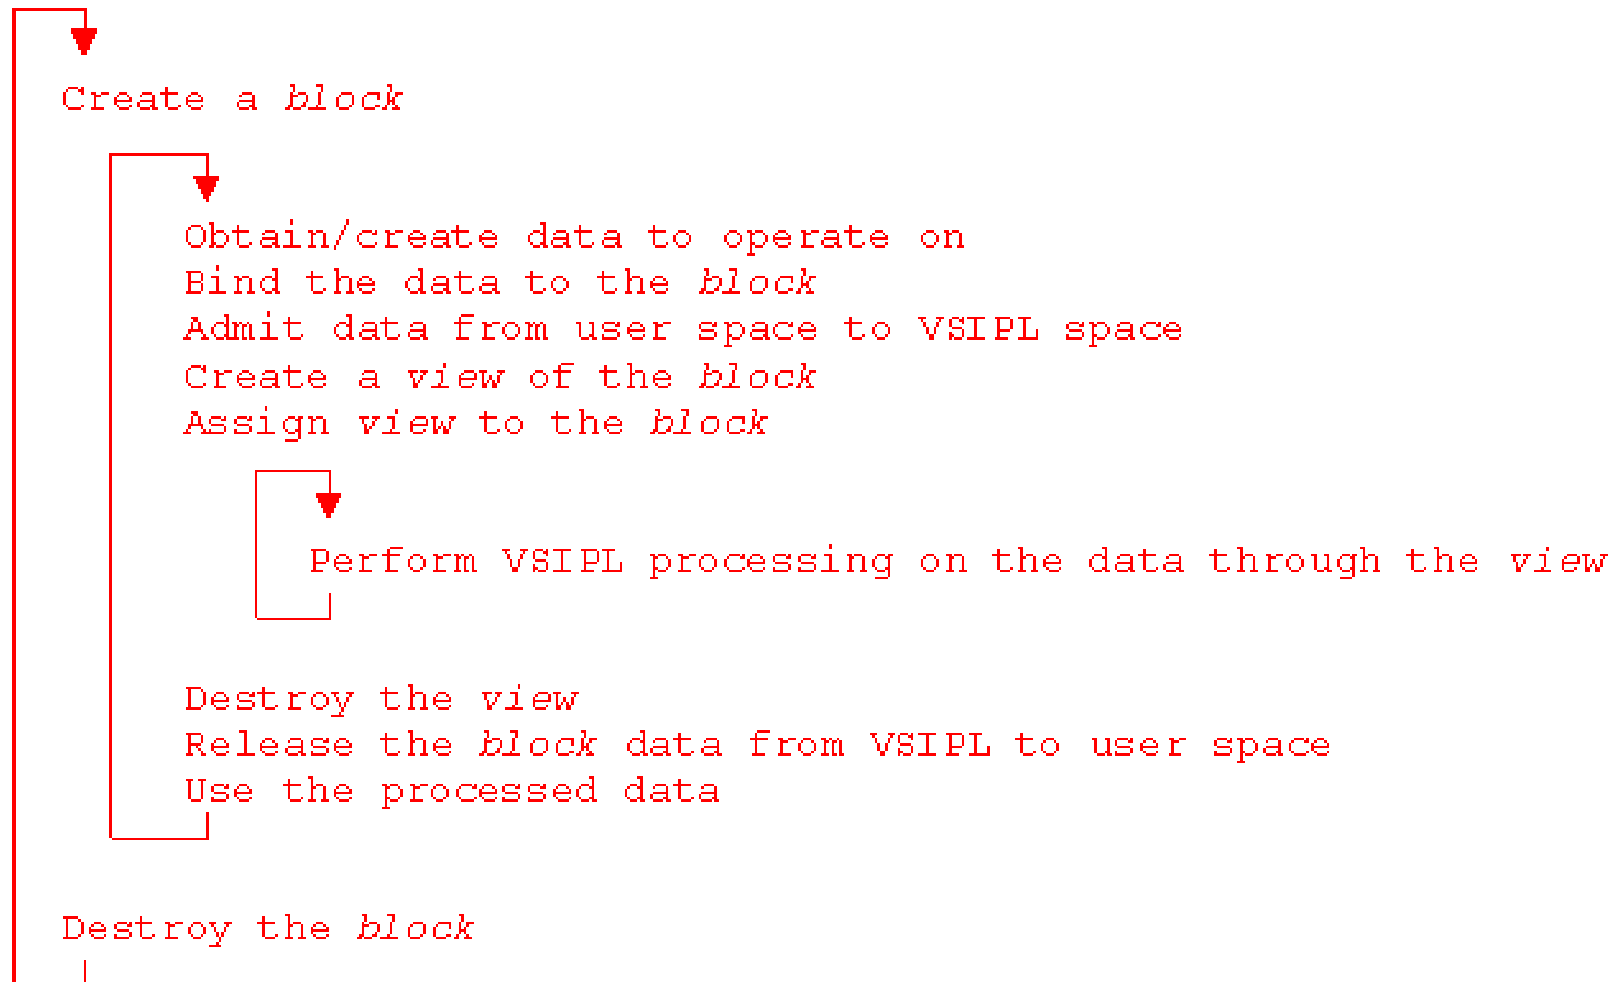 Create a block
Obtain/create data to operate on
Bind the data to the block
Admit data from user space to VSIPL space
Create a view of the block
Assign view to the block
Perform VSIPL processing on the data through the view
Destroy the view
Release the block data from VSIPL to user space
Use the processed data
Destroy the block